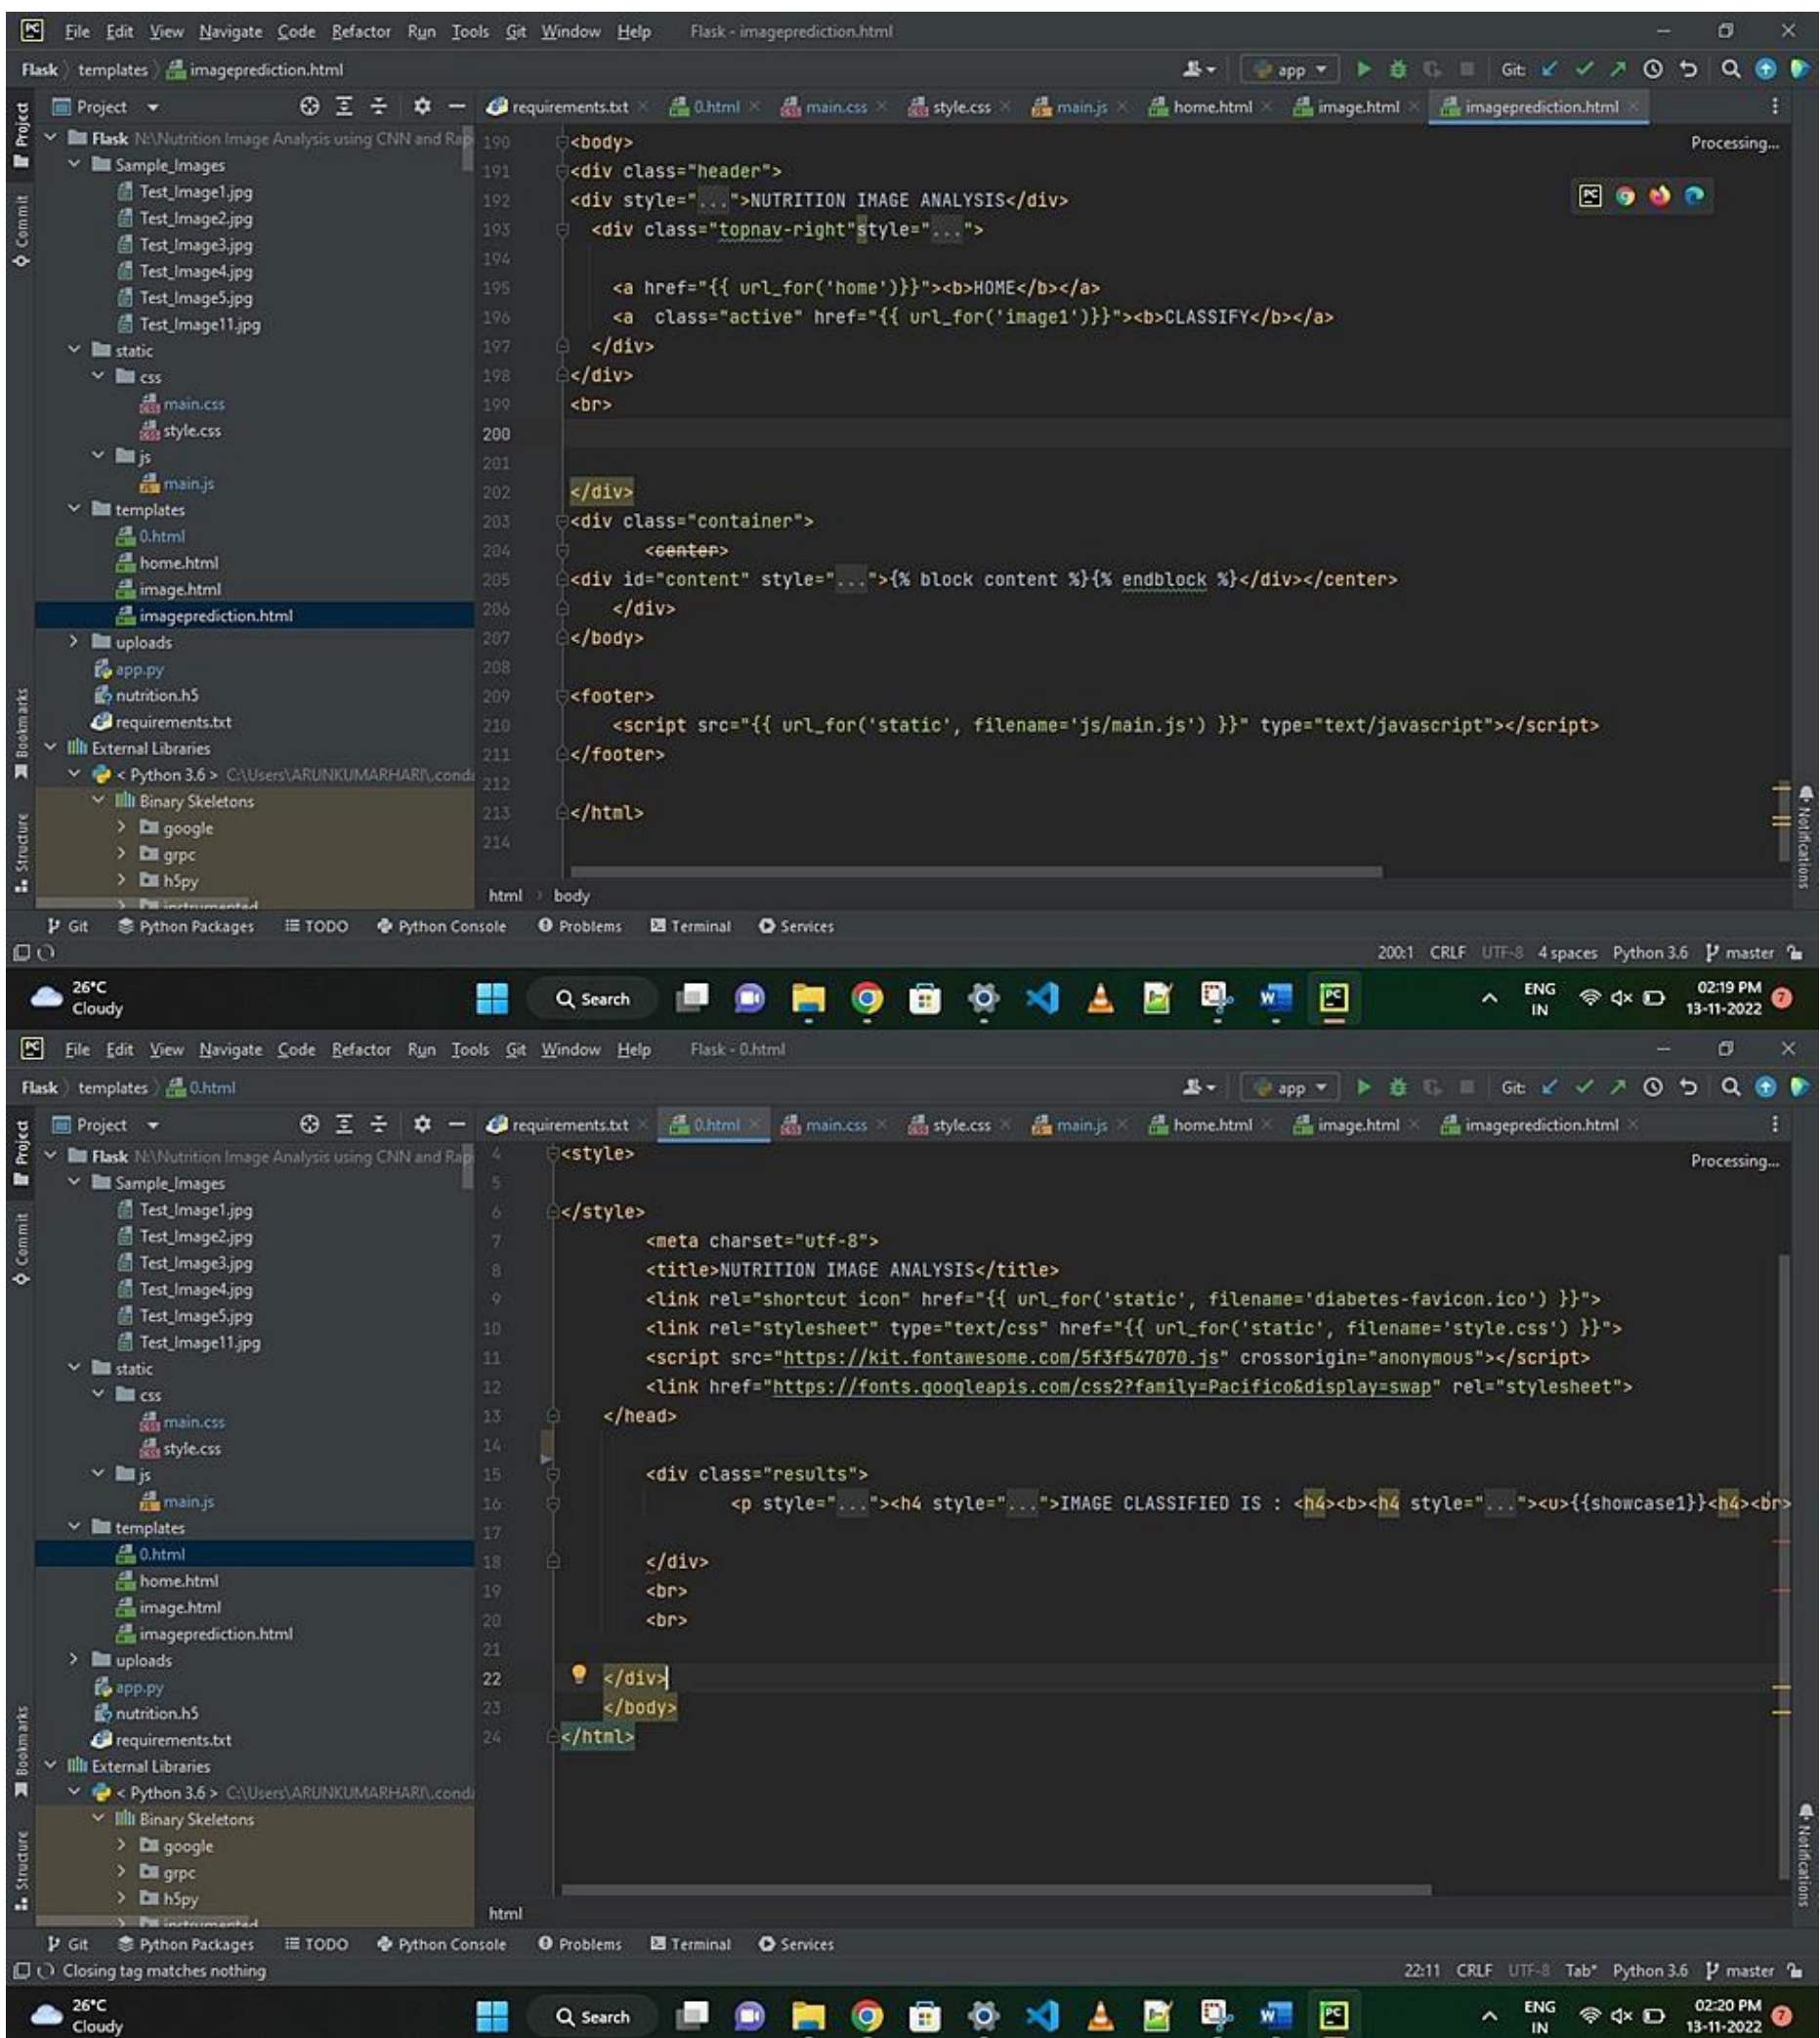 File Edit View Navigate Code Refactor Run Tools Git Window Help Flask - imageprediction.html
Flask templates imageprediction.html app Git:
Project
requirements.txt 0.html main.css style.css main.js home.html image.html imageprediction.html
Flask N:\Nutrition Image Analysis using CNN and Rap
Sample_Images
Test_Image1.jpg
Test_Image2.jpg
Test_Image3.jpg
Test_Image4.jpg
Test_Image5.jpg
Test_Image11.jpg
static
css
main.css
style.css
js
main.js
templates
0.html
home.html
image.html
imageprediction.html
uploads
app.py
nutrition.h5
requirements.txt
External Libraries
< Python 3.6 > C:\Users\ARUNKUMARHARI\.conda
Binary Skeletons
google
grpc
h5py
instrumented
Project
Commit
Bookmarks
Structure
Processing...
190 <body>
191 <div class="header">
192 <div style="...">NUTRITION IMAGE ANALYSIS</div>
193 <div class="topnav-right"style="...">
194
195 <a href="{{ url_for('home')}}"><b>HOME</b></a>
196 <a  class="active" href="{{ url_for('image1')}}"><b>CLASSIFY</b></a>
197 </div>
198 </div>
199 <br>
200
201
202 </div>
203 <div class="container">
204 <center>
205 <div id="content" style="...">{% block content %}{% endblock %}</div></center>
206 </div>
207 </body>
208
209 <footer>
210 <script src="{{ url_for('static', filename='js/main.js') }}" type="text/javascript"></script>
211 </footer>
212
213 </html>
214
Notifications
html body
Git Python Packages TODO Python Console Problems Terminal Services
200:1 CRLF UTF-8 4 spaces Python 3.6 master
26°C
Cloudy
Search
ENG
IN
02:19 PM
13-11-2022
7
File Edit View Navigate Code Refactor Run Tools Git Window Help Flask - 0.html
Flask templates 0.html app Git:
Project
requirements.txt 0.html main.css style.css main.js home.html image.html imageprediction.html
Flask N:\Nutrition Image Analysis using CNN and Rap
Sample_Images
Test_Image1.jpg
Test_Image2.jpg
Test_Image3.jpg
Test_Image4.jpg
Test_Image5.jpg
Test_Image11.jpg
static
css
main.css
style.css
js
main.js
templates
0.html
home.html
image.html
imageprediction.html
uploads
app.py
nutrition.h5
requirements.txt
External Libraries
< Python 3.6 > C:\Users\ARUNKUMARHARI\.conda
Binary Skeletons
google
grpc
h5py
instrumented
Project
Commit
Bookmarks
Structure
Processing...
4 <style>
5
6 </style>
7 <meta charset="utf-8">
8 <title>NUTRITION IMAGE ANALYSIS</title>
9 <link rel="shortcut icon" href="{{ url_for('static', filename='diabetes-favicon.ico') }}">
10 <link rel="stylesheet" type="text/css" href="{{ url_for('static', filename='style.css') }}">
11 <script src="https://kit.fontawesome.com/5f3f547070.js" crossorigin="anonymous"></script>
12 <link href="https://fonts.googleapis.com/css2?family=Pacifico&display=swap" rel="stylesheet">
13 </head>
14
15 <div class="results">
16 <p style="..."><h4 style="...">IMAGE CLASSIFIED IS : <h4><b><h4 style="..."><u>{{showcase1}}<h4><br>
17
18 </div>
19 <br>
20 <br>
21
22 </div>
23 </body>
24 </html>
Notifications
html
Git Python Packages TODO Python Console Problems Terminal Services
Closing tag matches nothing 22:11 CRLF UTF-8 Tab* Python 3.6 master
26°C
Cloudy
Search
ENG
IN
02:20 PM
13-11-2022
7